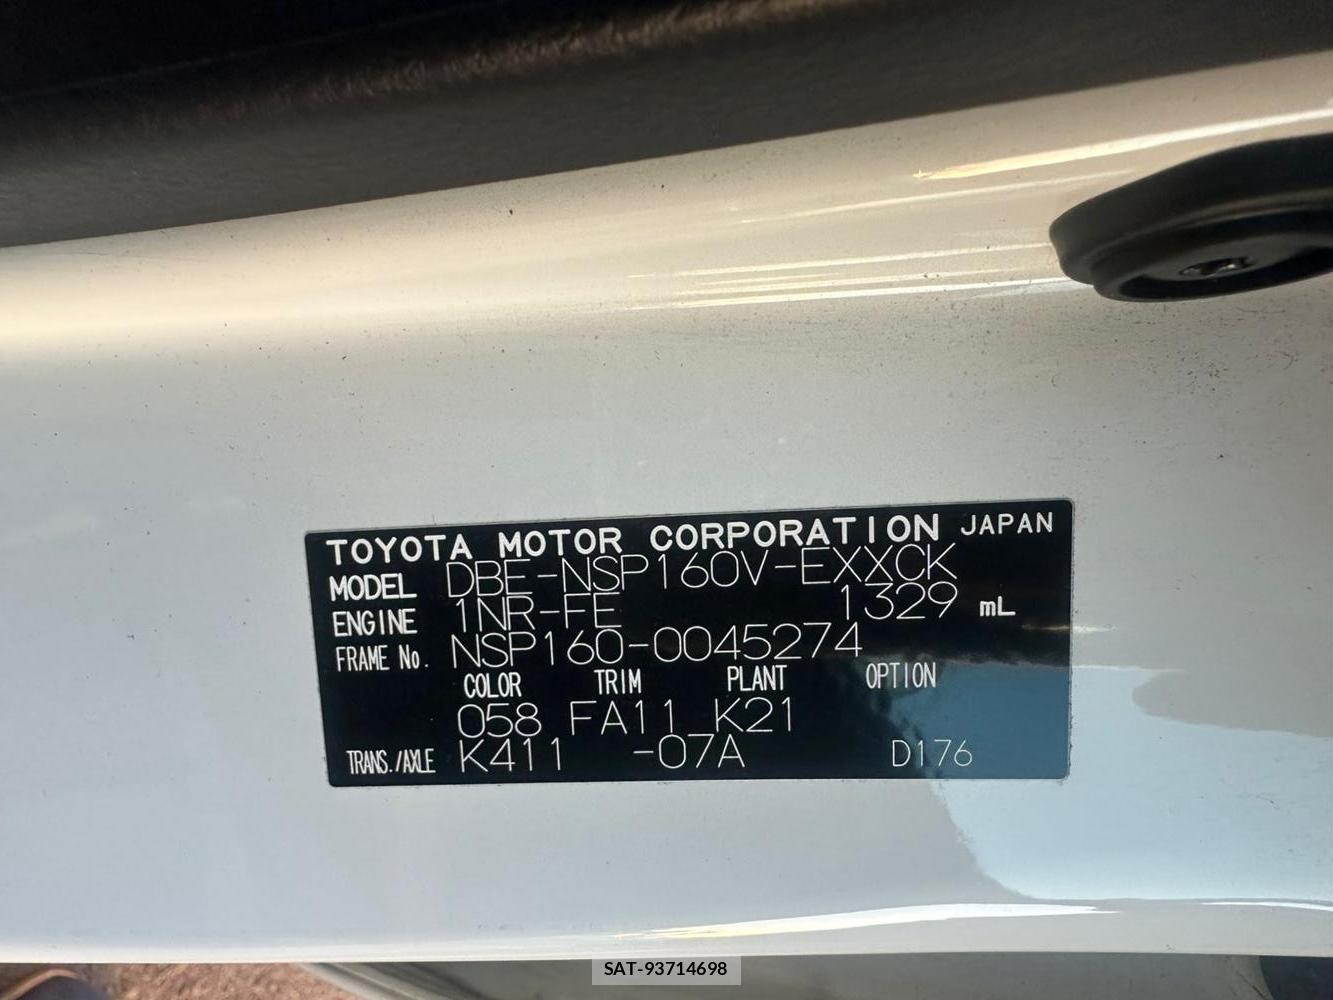 TOYOTA MOTOR CORPORATION JAPAN
MODEL DBE-NSP160V-EXXCK
ENGINE 1NR-FE 1329 mL
FRAME No. NSP160-0045274
COLOR TRIM PLANT OPTION
058 FA11 K21
TRANS./AXLE K411 -07A D176
SAT-93714698